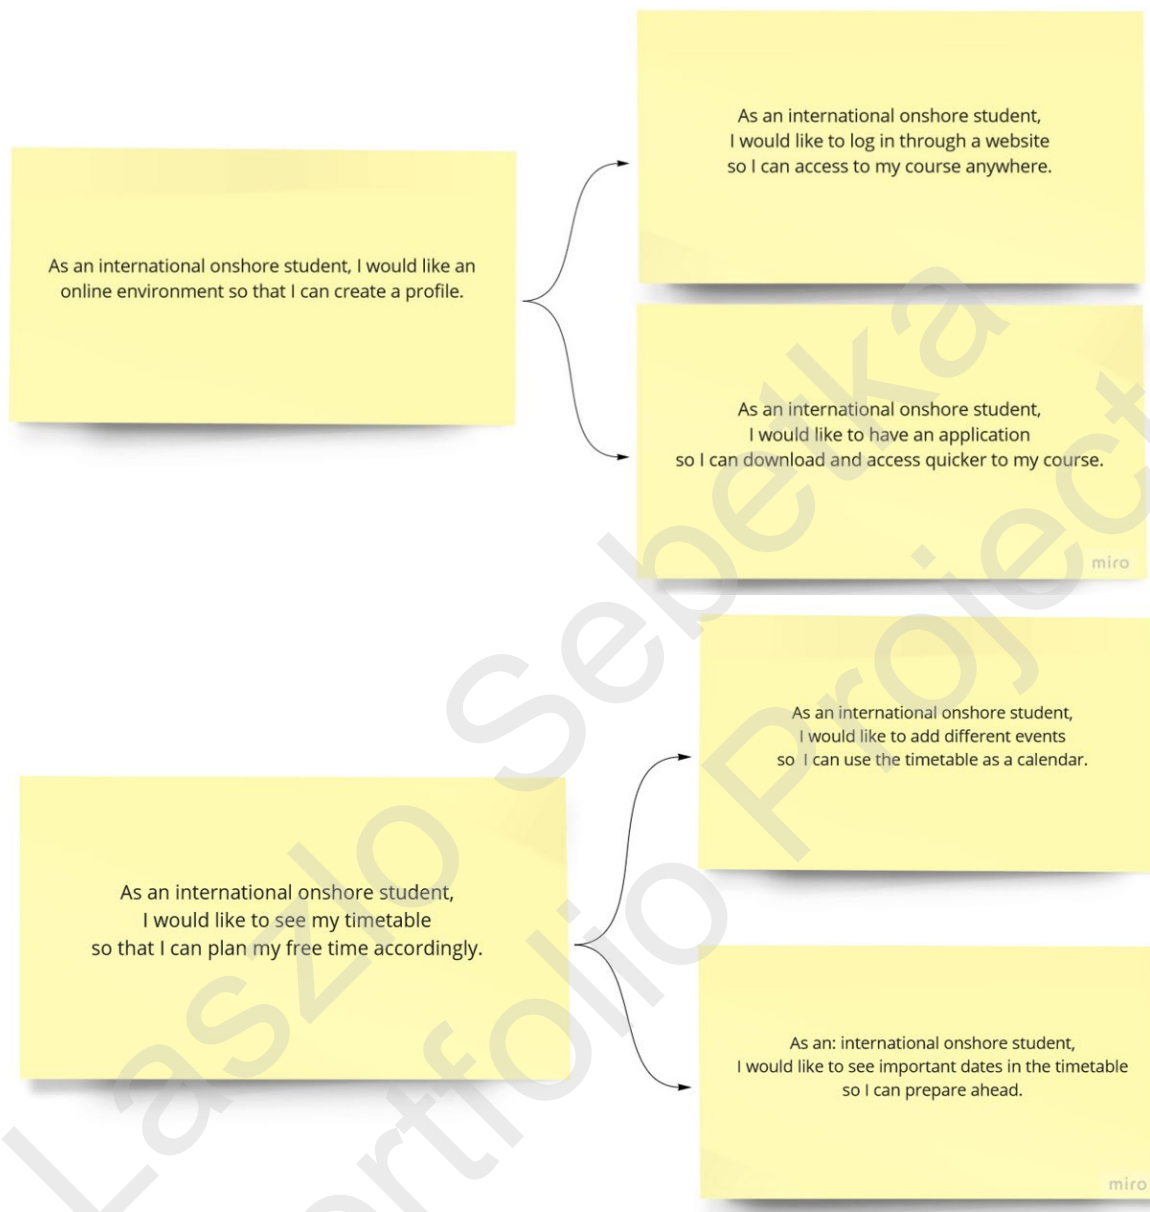 As an international onshore student, I would like an
online environment so that I can create a profile.
As an international onshore student,
I would like to log in through a website
so I can access to my course anywhere.
As an international onshore student,
I would like to have an application
so I can download and access quicker to my course.
miro
As an international onshore student,
I would like to see my timetable
so that I can plan my free time accordingly.
As an international onshore student,
I would like to add different events
so I can use the timetable as a calendar.
As an: international onshore student,
I would like to see important dates in the timetable
so I can prepare ahead.
miro
Laszlo Sebetka
ortfolio Project